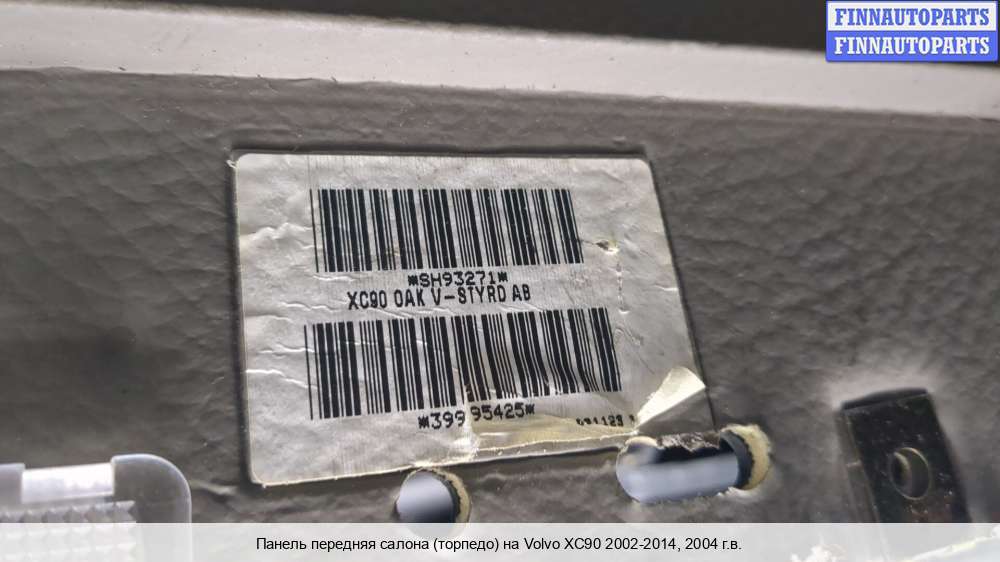 FINNAUTOPARTS
FINNAUTOPARTS
*SH93271*
XC90 OAK V-STYRD AB
*39995425*
Панель передняя салона (торпедо) на Volvo XC90 2002-2014, 2004 г.в.